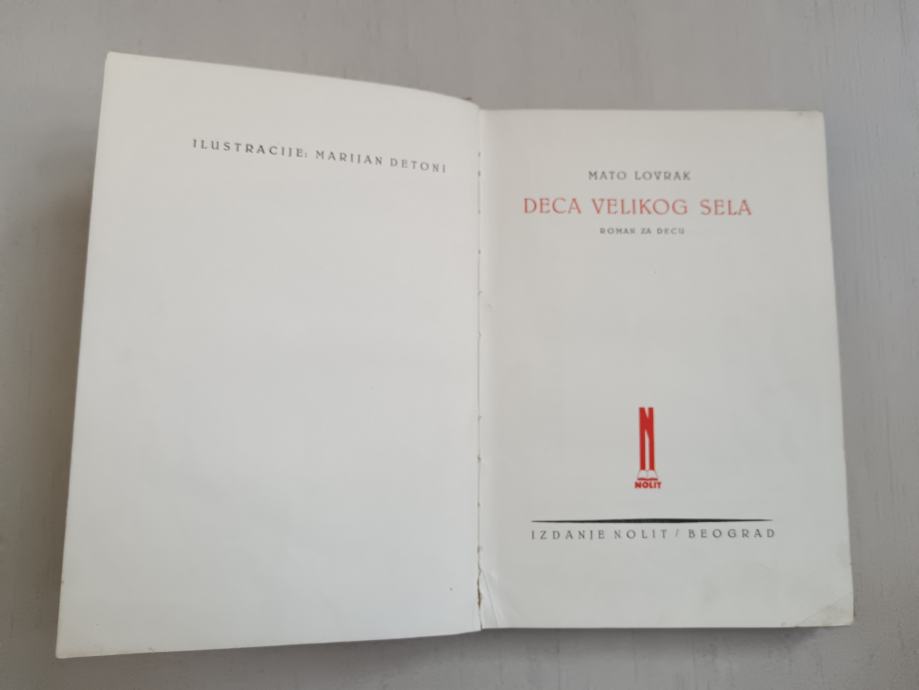 ILUSTRACIJE: MARIJAN DETONI
MATO LOVRAK
DECA VELIKOG SELA
ROMAN ZA DECU
N
NOLIT
IZDANJE NOLIT / BEOGRAD